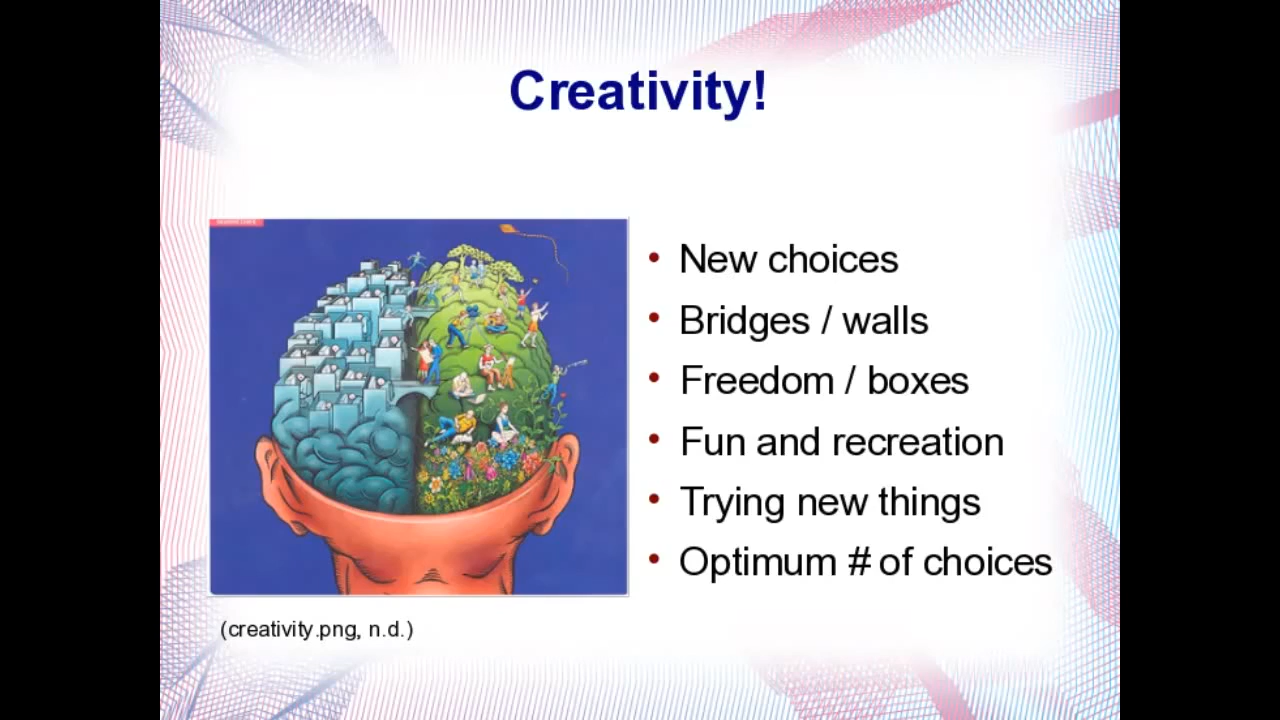 Creativity!
• New choices
• Bridges / walls
• Freedom / boxes
• Fun and recreation
• Trying new things
• Optimum # of choices
(creativity.png, n.d.)